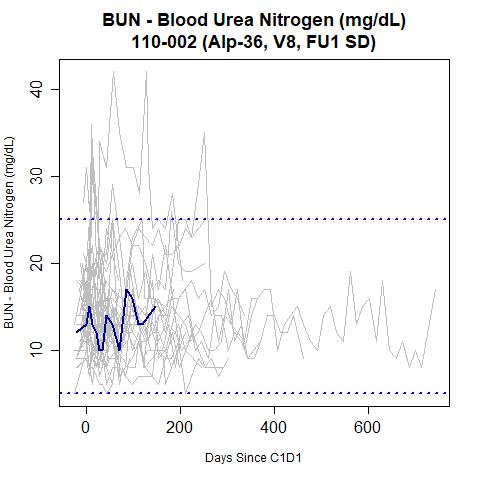 BUN - Blood Urea Nitrogen (mg/dL)
110-002 (Alp-36, V8, FU1 SD)
BUN - Blood Urea Nitrogen (mg/dL)
40
30
20
10
0
200
400
600
Days Since C1D1